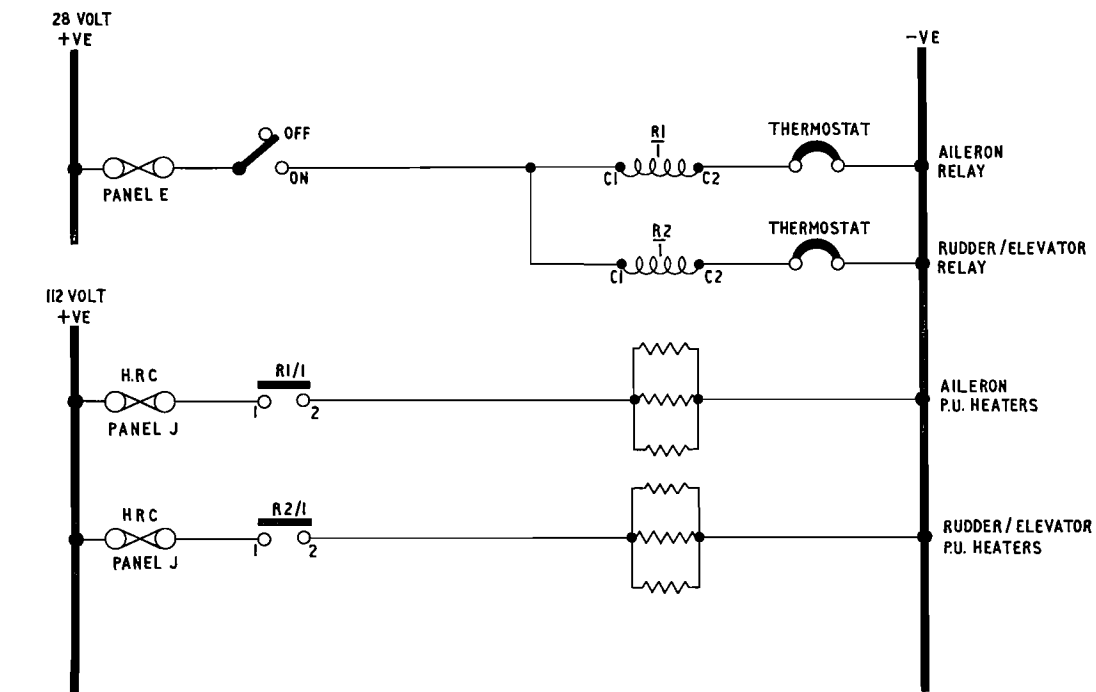 28 VOLT
+VE
-VE
OFF
ON
PANEL E
R1
1
C1
C2
THERMOSTAT
AILERON
RELAY
R2
1
C1
C2
THERMOSTAT
RUDDER/ELEVATOR
RELAY
112 VOLT
+VE
H.R.C
PANEL J
R1/1
1
2
AILERON
P.U. HEATERS
HRC
PANEL J
R2/1
1
2
RUDDER/ELEVATOR
P.U. HEATERS